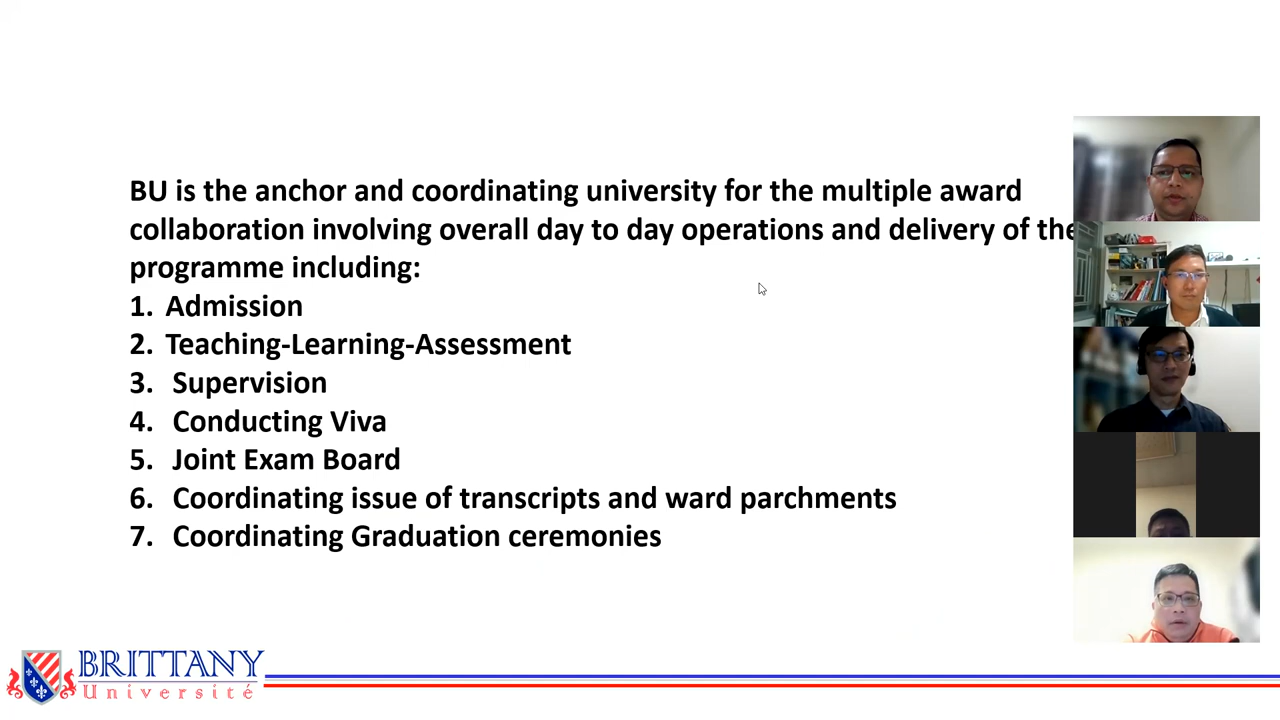 BU is the anchor and coordinating university for the multiple award
collaboration involving overall day to day operations and delivery of the
programme including:
1. Admission
2. Teaching-Learning-Assessment
3. Supervision
4. Conducting Viva
5. Joint Exam Board
6. Coordinating issue of transcripts and ward parchments
7. Coordinating Graduation ceremonies
BRITTANY
Université